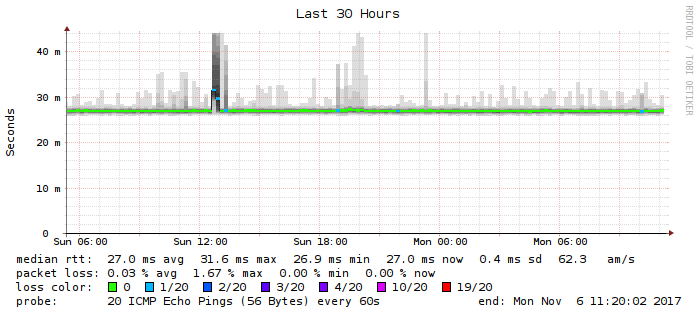 Last 30 Hours
RRDTOOL / TOBI OETIKER
Seconds
40 m
30 m
20 m
10 m
0
Sun 06:00 Sun 12:00 Sun 18:00 Mon 00:00 Mon 06:00
median rtt: 27.0 ms avg 31.6 ms max 26.9 ms min 27.0 ms now 0.4 ms sd 62.3 am/s
packet loss: 0.03 % avg 1.67 % max 0.00 % min 0.00 % now
loss color: 0 1/20 2/20 3/20 4/20 10/20 19/20
probe: 20 ICMP Echo Pings (56 Bytes) every 60s end: Mon Nov 6 11:20:02 2017